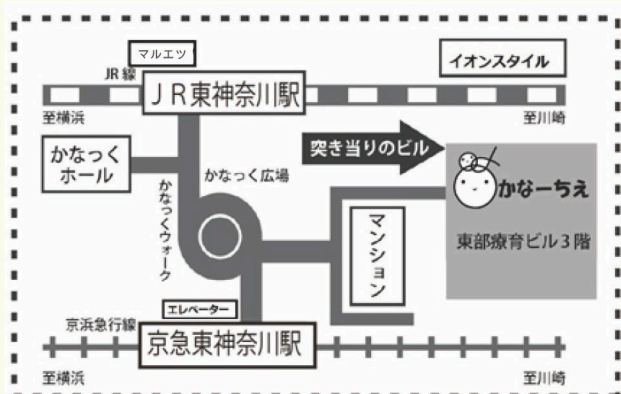 マルエツ
イオンスタイル
JR線
ＪＲ東神奈川駅
至横浜
至川崎
突き当りのビル
かなっく
ホール
かなっく広場
かなーちえ
かなっくウォーク
マンション
東部療育ビル３階
エレベーター
京浜急行線
京急東神奈川駅
至横浜
至川崎